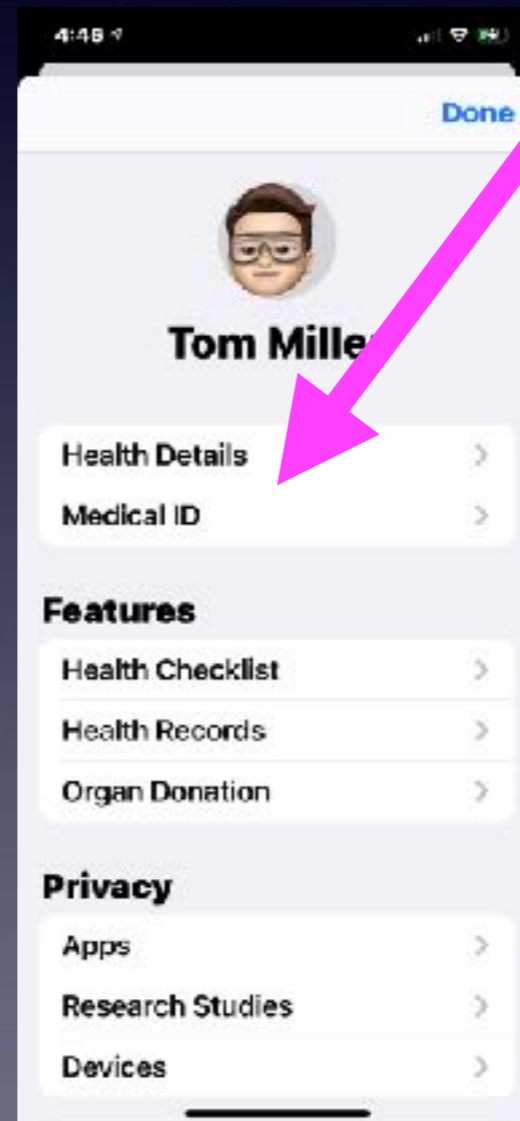 4:48
Done
Tom Mille
Health Details
Medical ID
Features
Health Checklist
Health Records
Organ Donation
Privacy
Apps
Research Studies
Devices